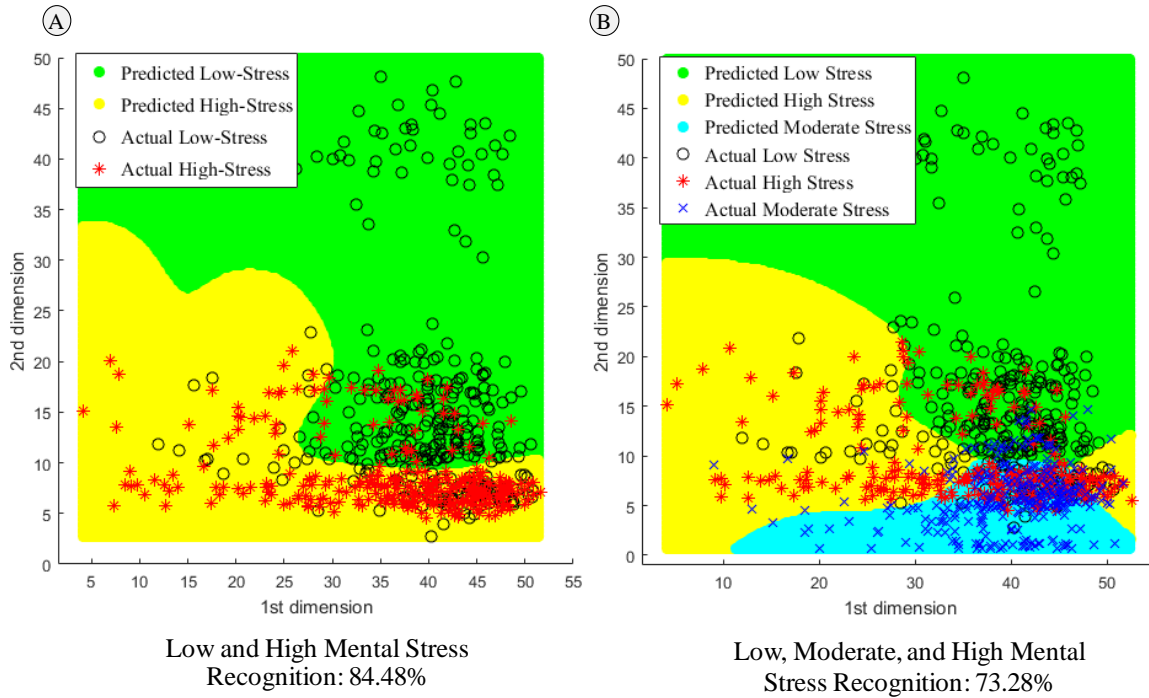 A
50
45
40
35
30
25
20
15
10
5
0
2nd dimension
Predicted Low-Stress
Predicted High-Stress
Actual Low-Stress
Actual High-Stress
5 10 15 20 25 30 35 40 45 50 55
1st dimension
Low and High Mental Stress
Recognition: 84.48%
B
50
45
40
35
30
25
20
15
10
5
0
2nd dimension
Predicted Low Stress
Predicted High Stress
Predicted Moderate Stress
Actual Low Stress
Actual High Stress
Actual Moderate Stress
10 20 30 40 50
1st dimension
Low, Moderate, and High Mental
Stress Recognition: 73.28%